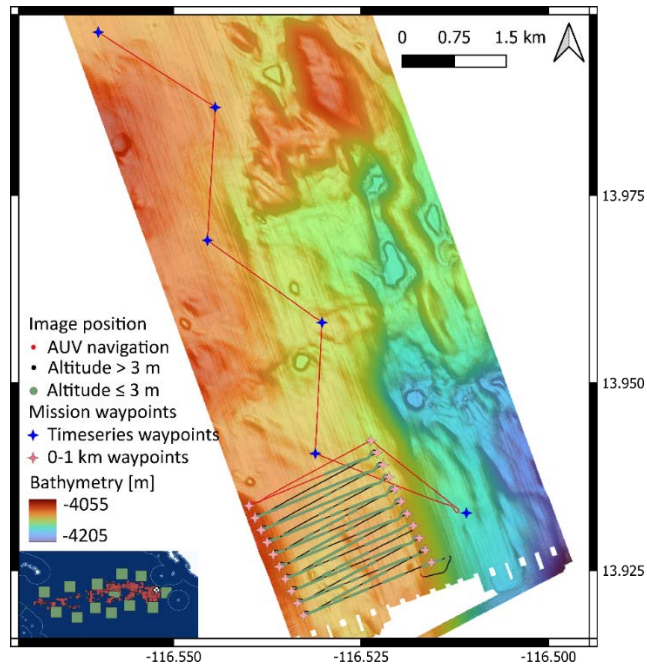 0 0.75 1.5 km
13.975
Image position
AUV navigation
Altitude > 3 m
Altitude ≤ 3 m
Mission waypoints
Timeseries waypoints
0-1 km waypoints
13.950
Bathymetry [m]
-4055
-4205
13.925
-116.550 -116.525 -116.500